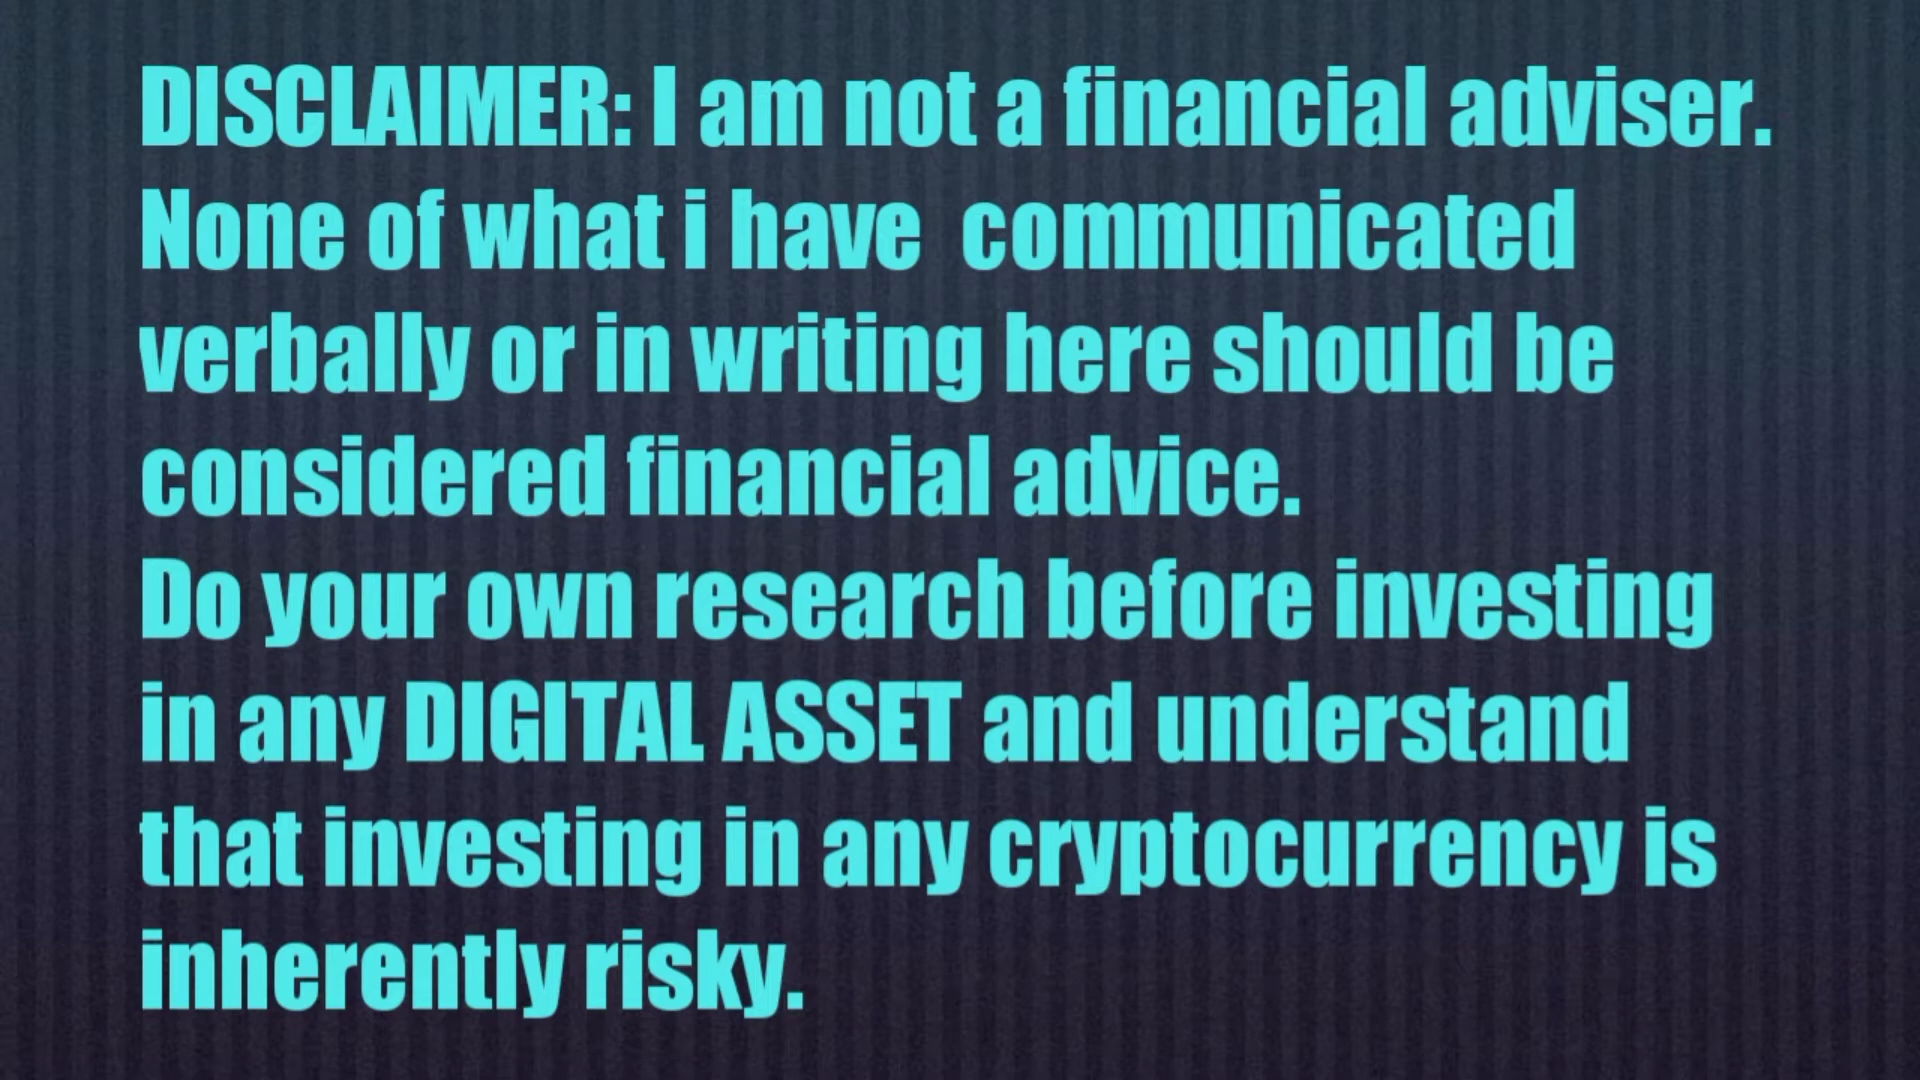 DISCLAIMER: I am not a financial adviser.
None of what i have  communicated
verbally or in writing here should be
considered financial advice.
Do your own research before investing
in any DIGITAL ASSET and understand
that investing in any cryptocurrency is
inherently risky.